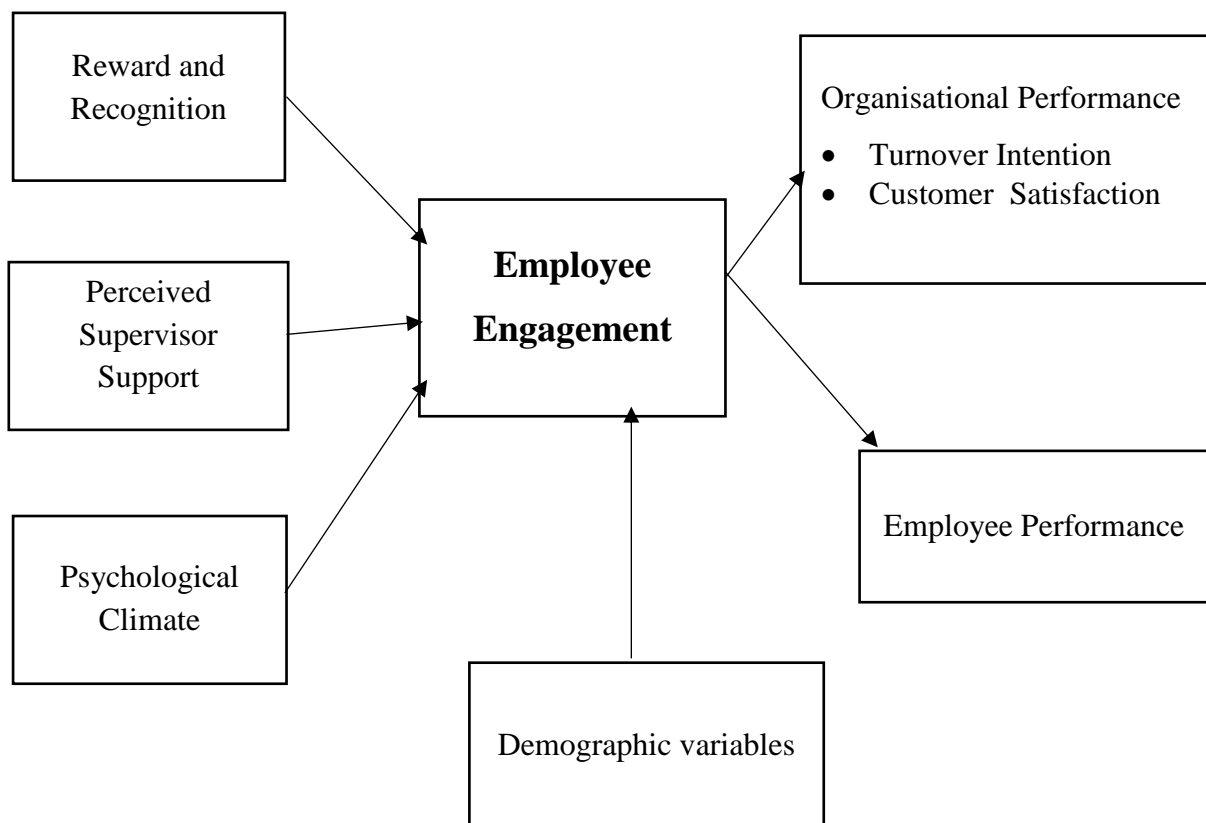 Reward and
Recognition
Perceived
Supervisor
Support
Psychological
Climate
Employee
Engagement
Demographic variables
Organisational Performance
• Turnover Intention
• Customer Satisfaction
Employee Performance